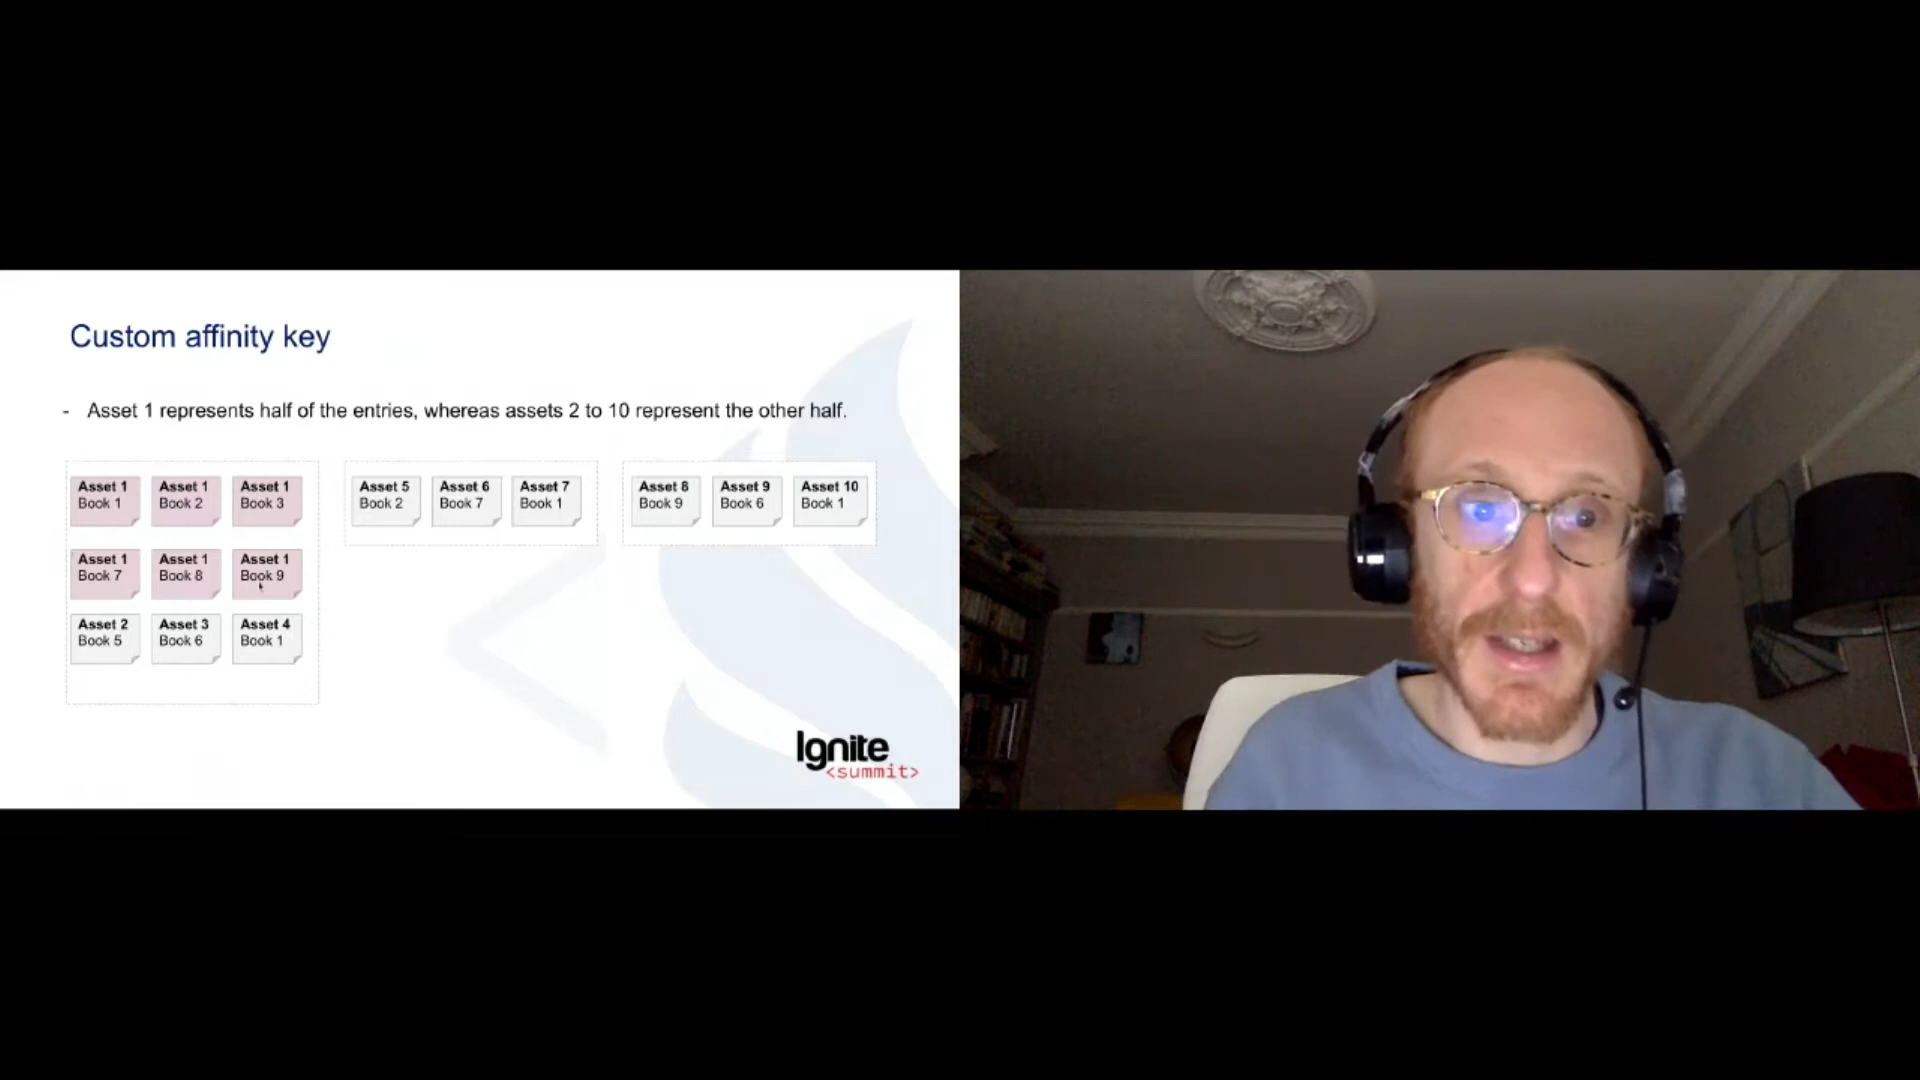 Custom affinity key
- Asset 1 represents half of the entries, whereas assets 2 to 10 represent the other half.
Asset 1
Book 1
Asset 1
Book 2
Asset 1
Book 3
Asset 1
Book 7
Asset 1
Book 8
Asset 1
Book 9
Asset 2
Book 5
Asset 3
Book 6
Asset 4
Book 1
Asset 5
Book 2
Asset 6
Book 7
Asset 7
Book 1
Asset 8
Book 9
Asset 9
Book 6
Asset 10
Book 1
Ignite
<summit>